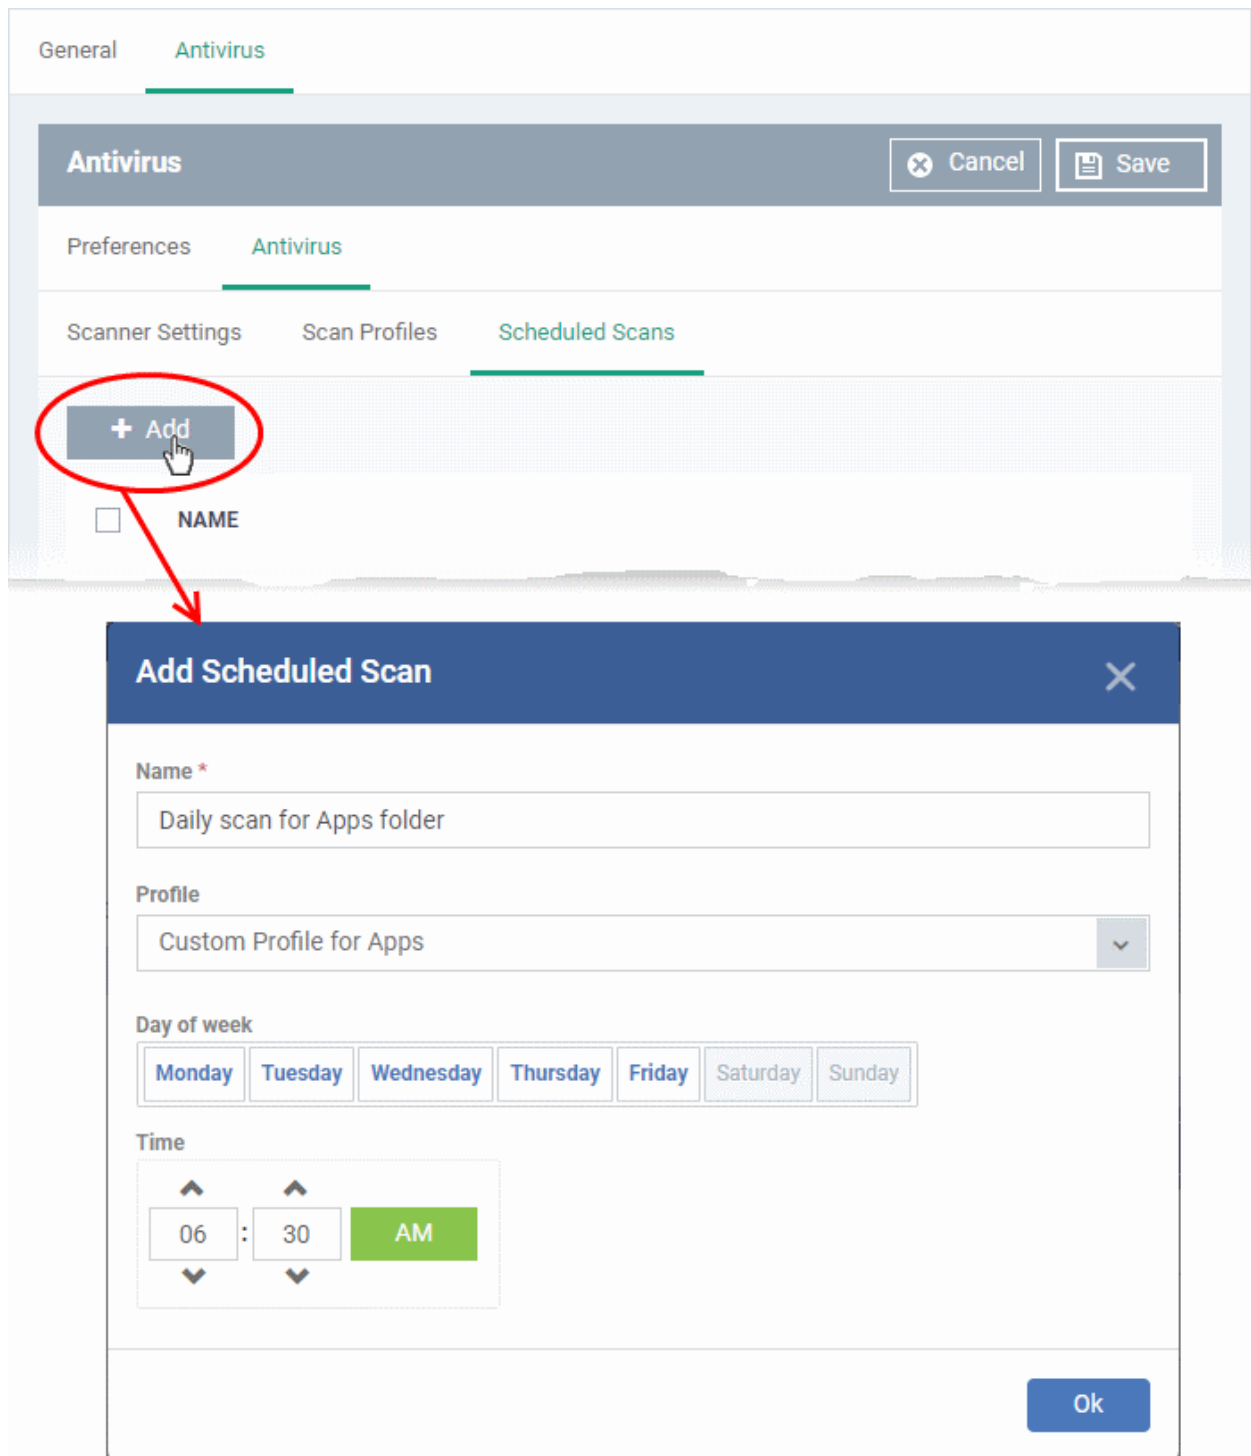 General Antivirus
Antivirus Cancel Save
Preferences Antivirus
Scanner Settings Scan Profiles Scheduled Scans
+ Add
NAME
Add Scheduled Scan
Name *
Daily scan for Apps folder
Profile
Custom Profile for Apps
Day of week
Monday Tuesday Wednesday Thursday Friday Saturday Sunday
Time
06 : 30 AM
Ok